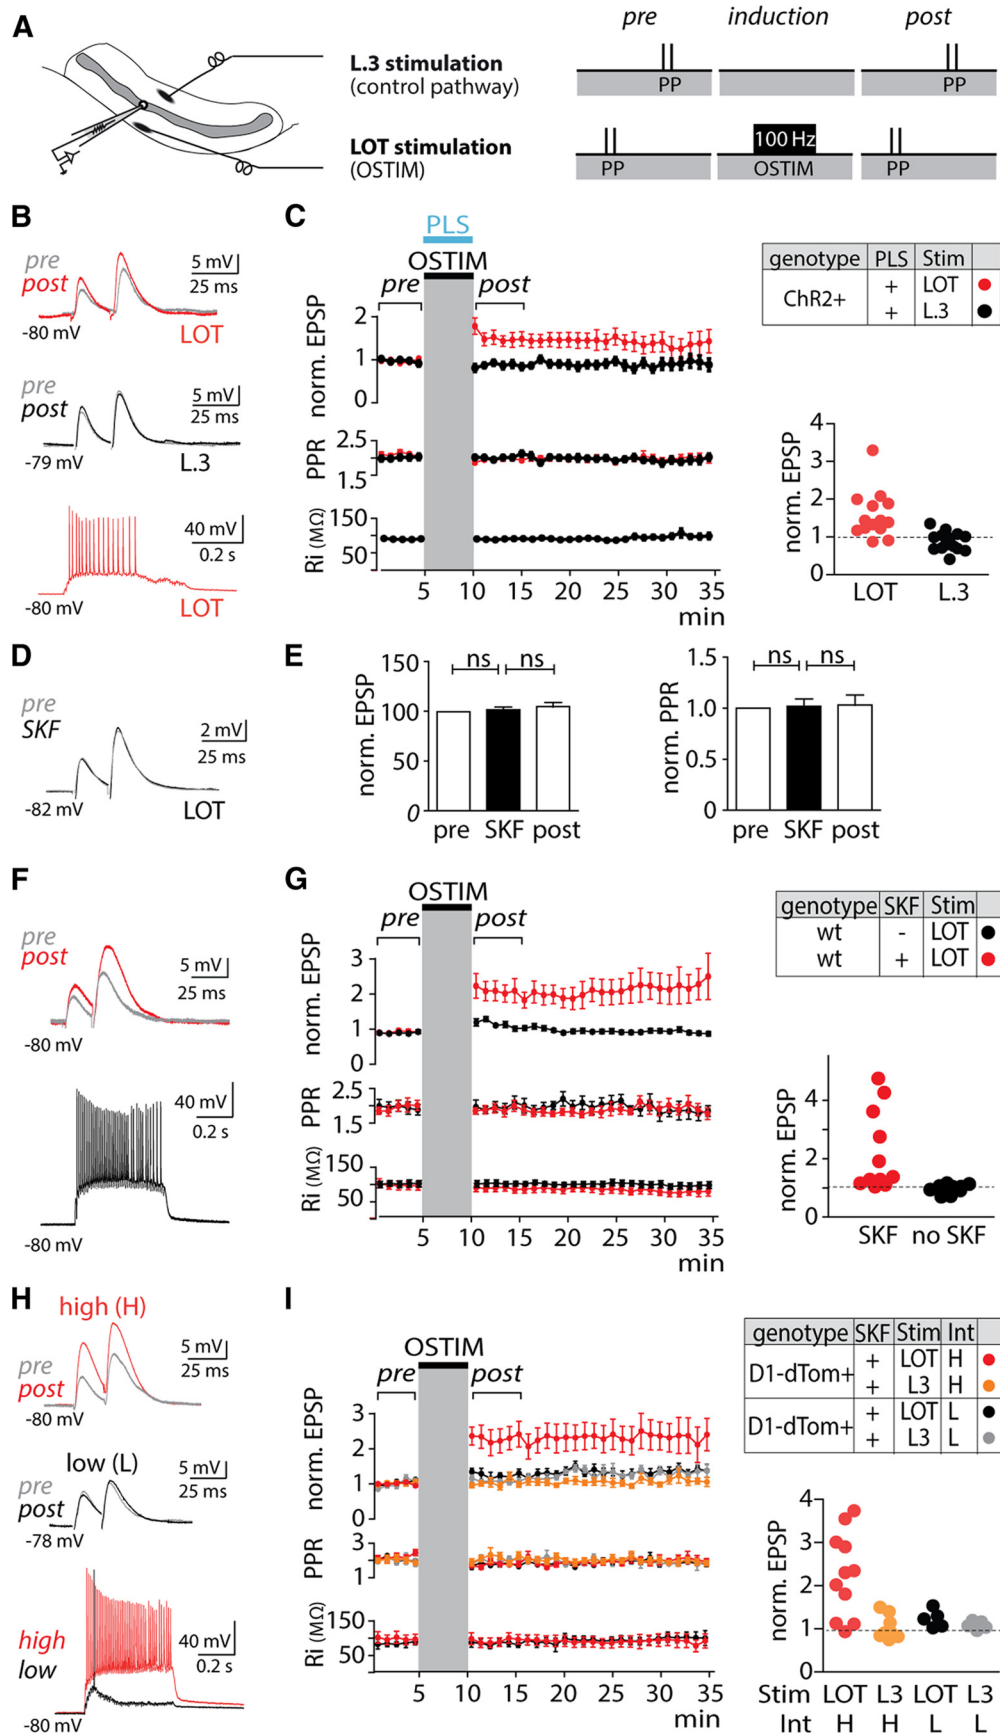 A
pre induction post
L.3 stimulation
(control pathway)
PP PP
LOT stimulation
(OSTIM)
100 Hz
PP OSTIM PP
B
pre
post
5 mV
25 ms
-80 mV
LOT
pre
post
5 mV
25 ms
-79 mV
L.3
40 mV
0.2 s
-80 mV
LOT
C
PLS
OSTIM
pre post
norm. EPSP
2
1
0
PPR
2.5
1.5
Ri (MΩ)
150
50
5 10 15 20 25 30 35
min
genotype PLS Stim
ChR2+ + LOT
+ L.3
norm. EPSP
4
3
2
1
0
LOT L.3
D
pre
SKF
2 mV
25 ms
-82 mV
LOT
E
norm. EPSP
150
100
50
0
ns ns
pre SKF post
norm. PPR
1.5
1.0
0.5
0
ns ns
pre SKF post
F
pre
post
5 mV
25 ms
-80 mV
40 mV
0.2 s
-80 mV
G
OSTIM
pre post
norm. EPSP
3
2
1
0
PPR
2.5
1.5
Ri (MΩ)
150
50
5 10 15 20 25 30 35
min
genotype SKF Stim
wt - LOT
wt + LOT
norm. EPSP
4
2
1
0
SKF no SKF
H
high (H)
pre
post
5 mV
25 ms
-80 mV
low (L)
pre
post
5 mV
25 ms
-78 mV
high
low
40 mV
0.2 s
-80 mV
I
OSTIM
pre post
norm. EPSP
3
2
1
0
PPR
3
1
Ri (MΩ)
150
50
5 10 15 20 25 30 35
min
genotype SKF Stim Int
D1-dTom+ + LOT H
+ L3 H
D1-dTom+ + LOT L
+ L3 L
norm. EPSP
4
3
2
1
0
Stim LOT L3 LOT L3
Int H H L L